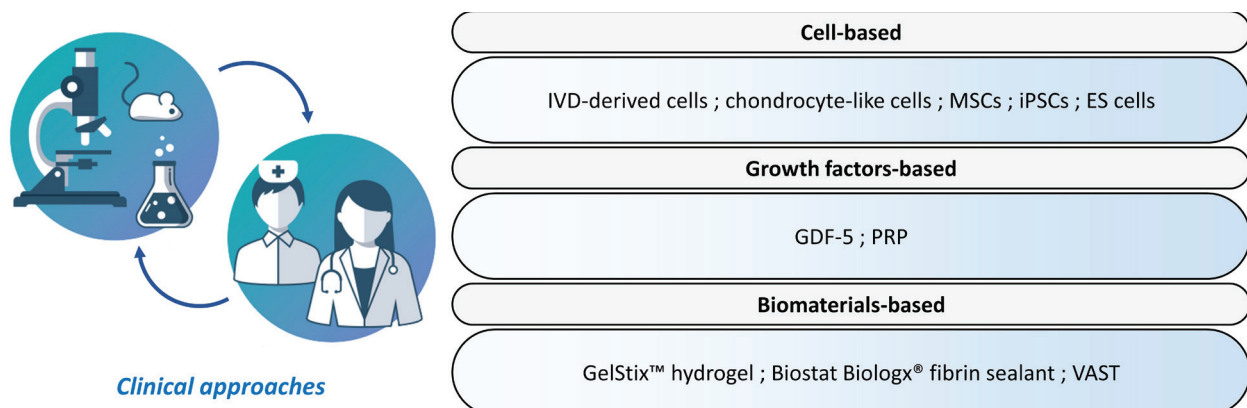 Cell-based
IVD-derived cells ; chondrocyte-like cells ; MSCs ; iPSCs ; ES cells
Growth factors-based
GDF-5 ; PRP
Biomaterials-based
GelStix™ hydrogel ; Biostat Biologx® fibrin sealant ; VAST
Clinical approaches